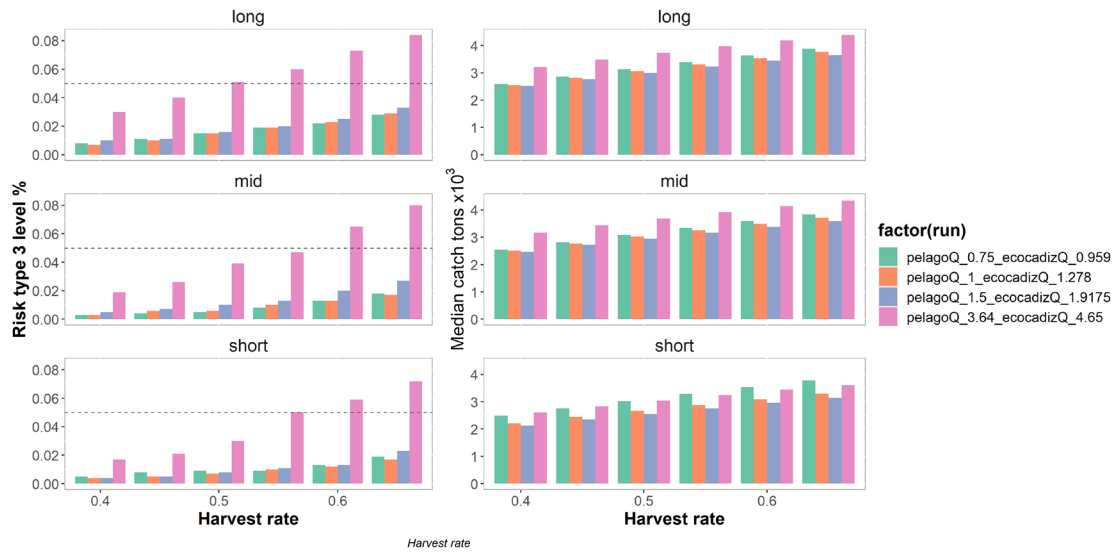 long
long
0.08
0.06
0.04
0.02
0.00
4
3
2
1
0
mid
mid
0.08
0.06
0.04
0.02
0.00
4
3
2
1
0
short
short
0.08
0.06
0.04
0.02
0.00
4
3
2
1
0
Risk type 3 level %
Median catch tons x10³
0.4 0.5 0.6
0.4 0.5 0.6
Harvest rate
Harvest rate
Harvest rate
factor(run)
pelagoQ_0.75_ecocadizQ_0.959
pelagoQ_1_ecocadizQ_1.278
pelagoQ_1.5_ecocadizQ_1.9175
pelagoQ_3.64_ecocadizQ_4.65